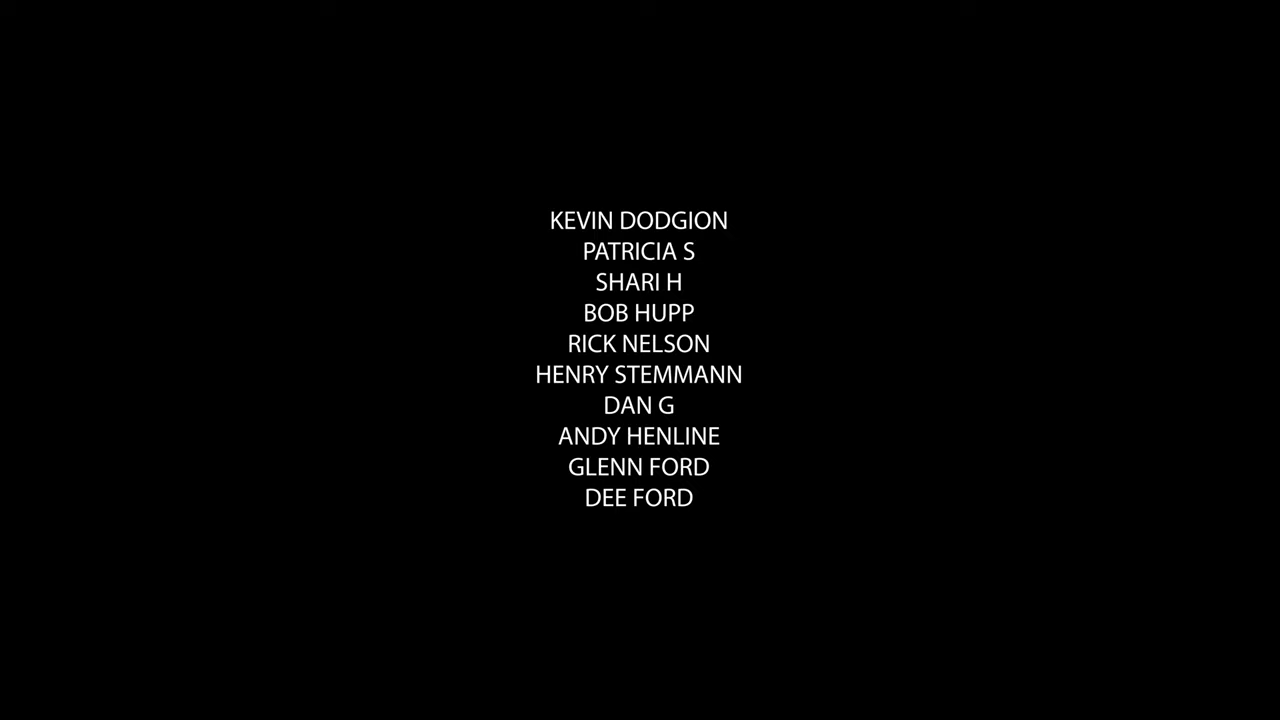 KEVIN DODGION
PATRICIA S
SHARI H
BOB HUPP
RICK NELSON
HENRY STEMMANN
DAN G
ANDY HENLINE
GLENN FORD
DEE FORD